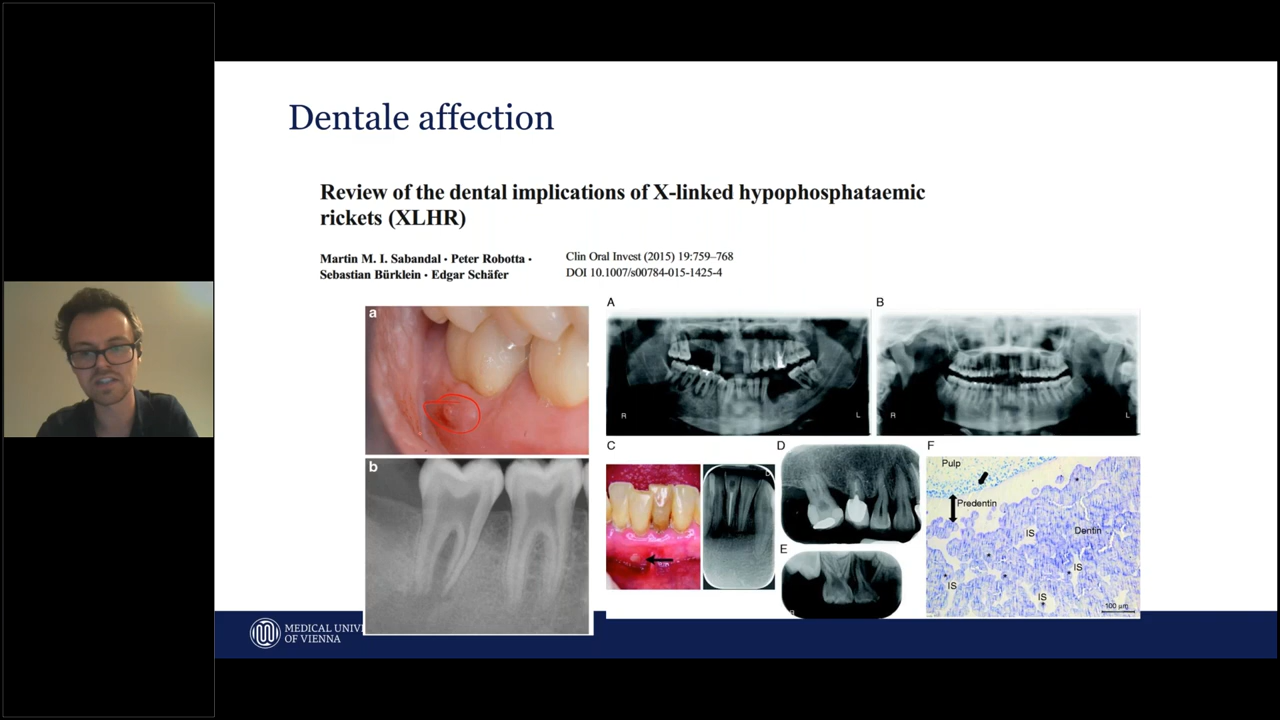 Dentale affection
Review of the dental implications of X-linked hypophosphataemic
rickets (XLHR)
Martin M. I. Sabandal · Peter Robotta ·
Sebastian Bürklein · Edgar Schäfer
Clin Oral Invest (2015) 19:759–768
DOI 10.1007/s00784-015-1425-4
a
b
A
R
L
B
R
L
C
D
E
F
Pulp
Predentin
Dentin
IS
IS
IS
IS
100 µm
MEDICAL UNIV
OF VIENNA